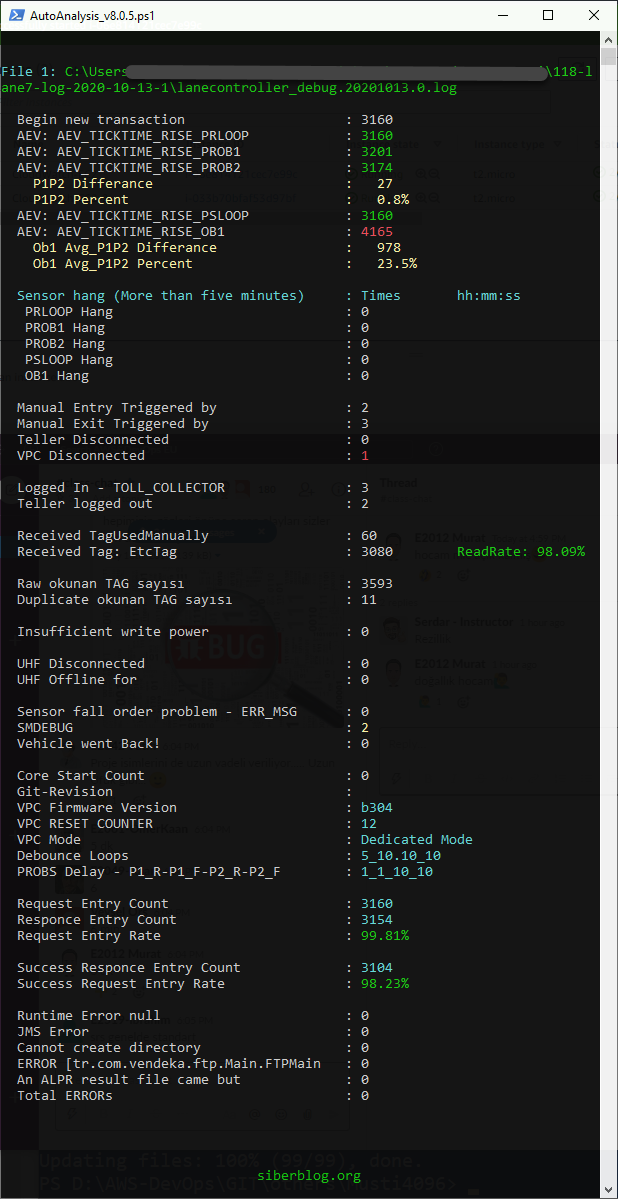 AutoAnalysis_v8.0.5.ps1
File 1: C:\Users \118-l
ane7-log-2020-10-13-1\lanecontroller_debug.20201013.0.log
Begin new transaction : 3160
AEV: AEV_TICKTIME_RISE_PRLOOP : 3160
AEV: AEV_TICKTIME_RISE_PROB1 : 3201
AEV: AEV_TICKTIME_RISE_PROB2 : 3174
P1P2 Differance : 27
P1P2 Percent : 0.8%
AEV: AEV_TICKTIME_RISE_PSLOOP : 3160
AEV: AEV_TICKTIME_RISE_OB1 : 4165
Ob1 Avg_P1P2 Differance : 978
Ob1 Avg_P1P2 Percent : 23.5%
Sensor hang (More than five minutes) : Times hh:mm:ss
PRLOOP Hang : 0
PROB1 Hang : 0
PROB2 Hang : 0
PSLOOP Hang : 0
OB1 Hang : 0
Manual Entry Triggered by : 2
Manual Exit Triggered by : 3
Teller Disconnected : 0
VPC Disconnected : 1
Logged In - TOLL_COLLECTOR : 3
Teller logged out : 2
Received TagUsedManually : 60
Received Tag: EtcTag : 3080 ReadRate: 98.09%
Raw okunan TAG sayısı : 3593
Duplicate okunan TAG sayısı : 11
Insufficient write power : 0
UHF Disconnected : 0
UHF Offline for : 0
Sensor fall order problem - ERR_MSG : 0
SMDEBUG : 2
Vehicle went Back! : 0
Core Start Count : 0
Git-Revision :
VPC Firmware Version : b304
VPC RESET COUNTER : 12
VPC Mode : Dedicated Mode
Debounce Loops : 5_10.10_10
PROBS Delay - P1_R-P1_F-P2_R-P2_F : 1_1_10_10
Request Entry Count : 3160
Responce Entry Count : 3154
Request Entry Rate : 99.81%
Success Responce Entry Count : 3104
Success Request Entry Rate : 98.23%
Runtime Error null : 0
JMS Error : 0
Cannot create directory : 0
ERROR [tr.com.vendeka.ftp.Main.FTPMain : 0
An ALPR result file came but : 0
Total ERRORs : 0
Updating files: 100% (99/99), done.
siberblog.org